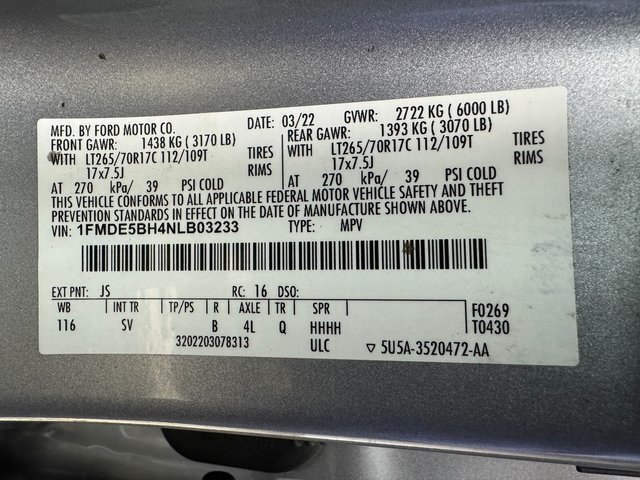 MFD. BY FORD MOTOR CO. DATE: 03/22 GVWR: 2722 KG ( 6000 LB)
FRONT GAWR: 1438 KG ( 3170 LB) REAR GAWR: 1393 KG ( 3070 LB)
WITH LT265/70R17C 112/109T TIRES WITH LT265/70R17C 112/109T TIRES
17x7.5J RIMS 17x7.5J RIMS
AT 270 kPa/ 39 PSI COLD AT 270 kPa/ 39 PSI COLD
THIS VEHICLE CONFORMS TO ALL APPLICABLE FEDERAL MOTOR VEHICLE SAFETY AND THEFT
PREVENTION STANDARDS IN EFFECT ON THE DATE OF MANUFACTURE SHOWN ABOVE.
VIN: 1FMDE5BH4NLB03233 TYPE: MPV
EXT PNT: JS RC: 16 DSO:
WB INT TR TP/PS R AXLE TR SPR F0269
116 SV B 4L Q HHHH T0430
3202203078313 ULC ▽ 5U5A-3520472-AA